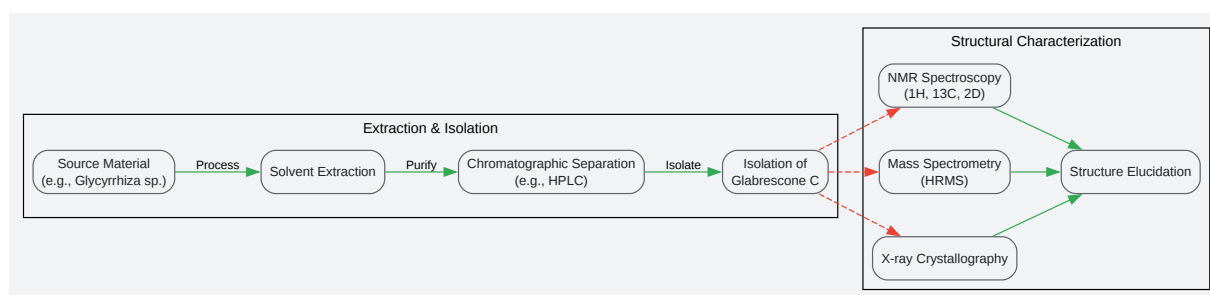 Structural Characterization
NMR Spectroscopy
(1H, 13C, 2D)
Extraction & Isolation
Source Material
(e.g., Glycyrrhiza sp.)
Process
Solvent Extraction
Purify
Chromatographic Separation
(e.g., HPLC)
Isolate
Isolation of
Glabrescone C
Mass Spectrometry
(HRMS)
Structure Elucidation
X-ray Crystallography